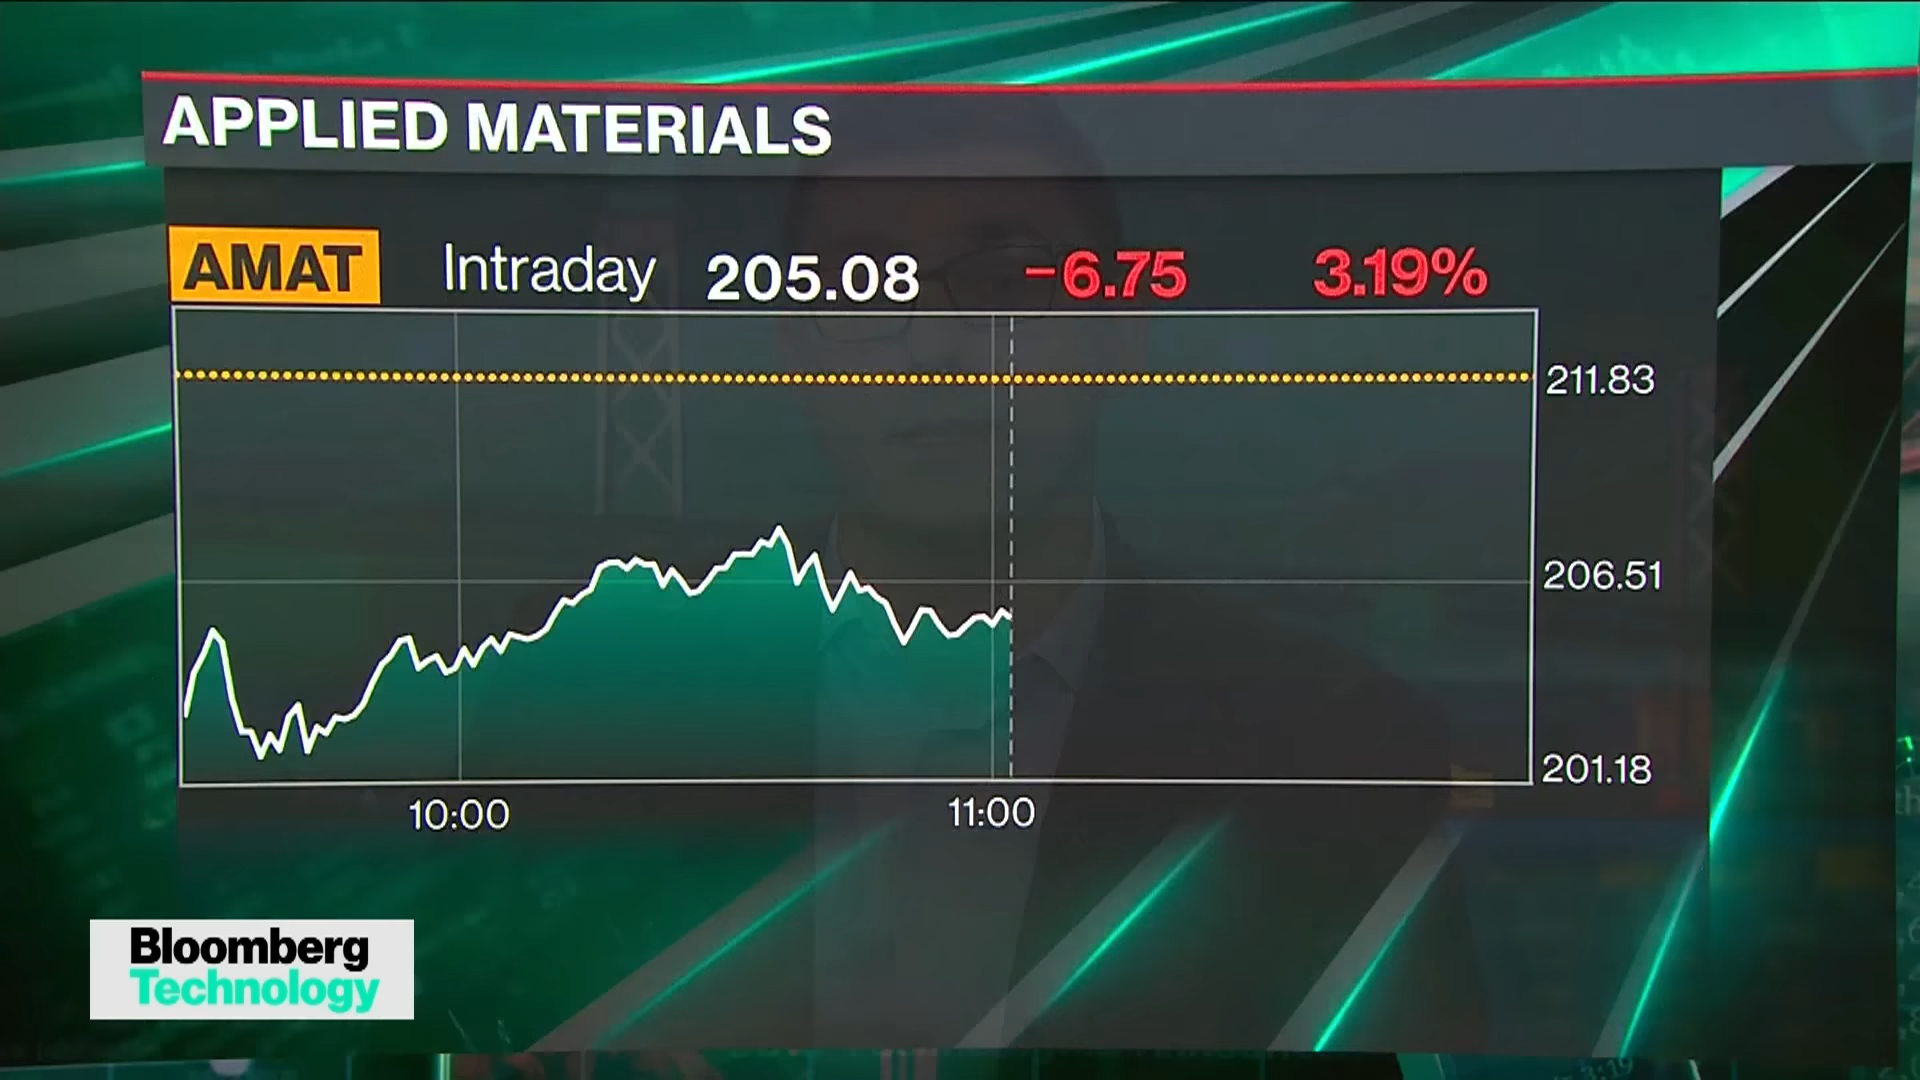 APPLIED MATERIALS
AMAT Intraday 205.08 -6.75 3.19%
211.83
206.51
201.18
10:00 11:00
Bloomberg
Technology